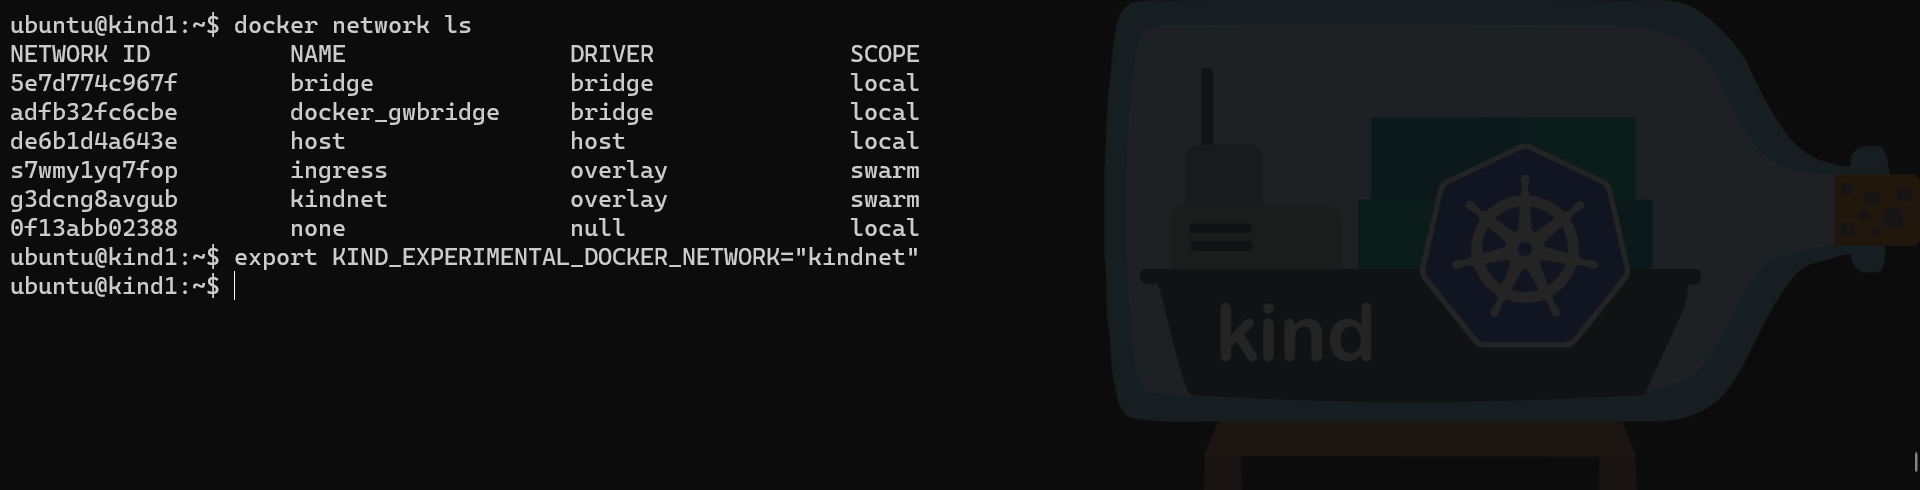 ubuntu@kind1:~$ docker network ls
NETWORK ID          NAME                DRIVER              SCOPE
5e7d774c967f        bridge              bridge              local
adfb32fc6cbe        docker_gwbridge     bridge              local
de6b1d4a643e        host                host                local
s7wmy1yq7fop        ingress             overlay             swarm
g3dcng8avgub        kindnet             overlay             swarm
0f13abb02388        none                null                local
ubuntu@kind1:~$ export KIND_EXPERIMENTAL_DOCKER_NETWORK="kindnet"
ubuntu@kind1:~$
kind